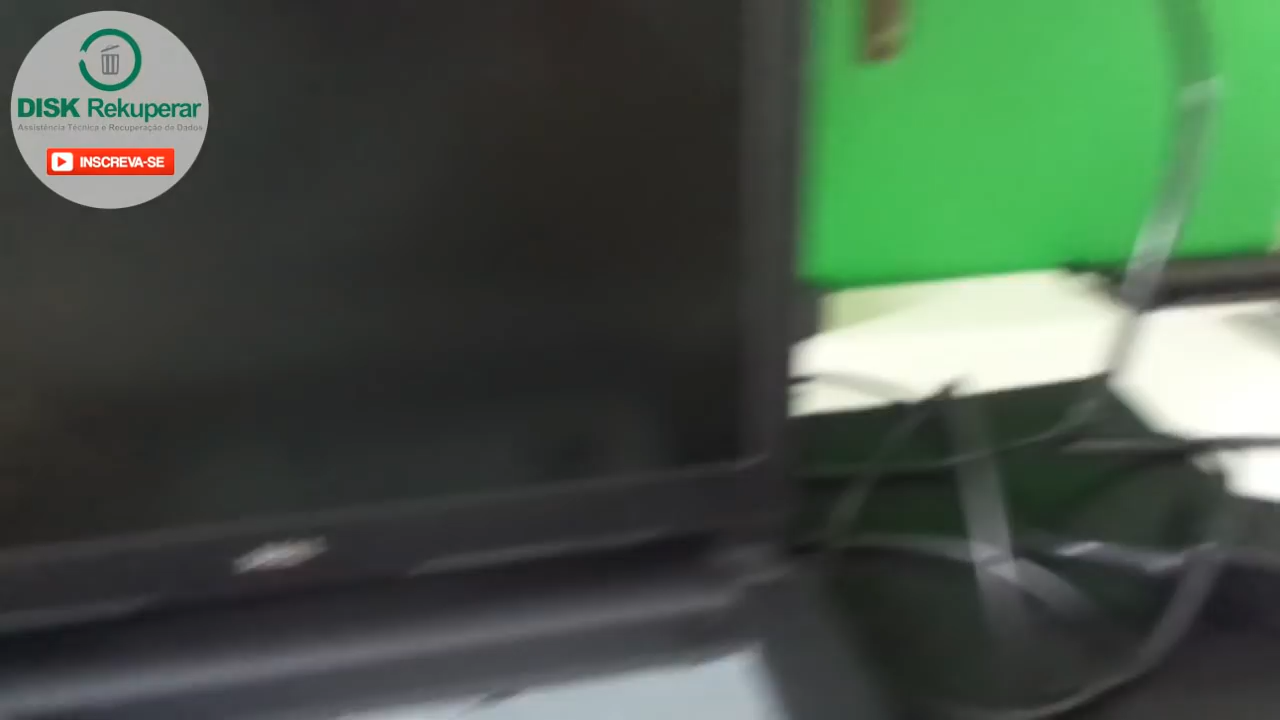 DISK Rekuperar
Assistência Técnica e Recuperação de Dados
INSCREVA-SE